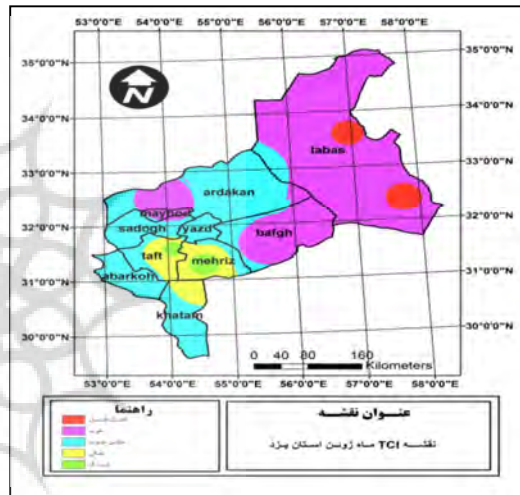 53°0'0"E 54°0'0"E 55°0'0"E 56°0'0"E 57°0'0"E 58°0'0"E
35°0'0"N
34°0'0"N
33°0'0"N
32°0'0"N
31°0'0"N
30°0'0"N
35°0'0"N
34°0'0"N
33°0'0"N
32°0'0"N
31°0'0"N
30°0'0"N
N
tabas
ardakan
mayhod
sadogh yazd
bafgh
taft
mehriz
abarkoh
khatam
0 40 80 160
Kilometers
53°0'0"E 54°0'0"E 55°0'0"E 56°0'0"E 57°0'0"E 58°0'0"E
راهنما
خوب
عنوان نقشه
نقشه TCI ماه ژوئن استان یزد